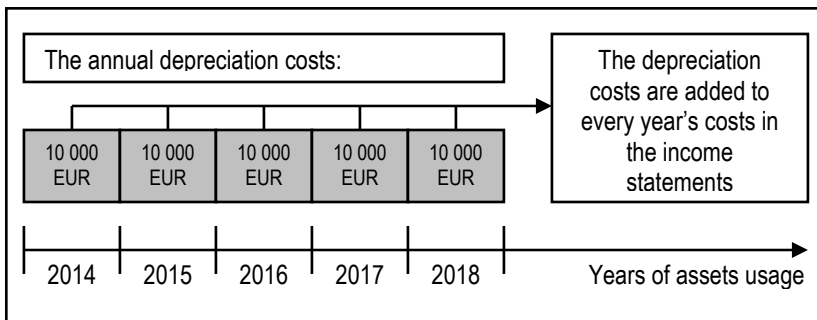 The annual depreciation costs:
The depreciation
costs are added to
every year's costs in
the income
statements
10 000
EUR
10 000
EUR
10 000
EUR
10 000
EUR
10 000
EUR
2014
2015
2016
2017
2018
Years of assets usage